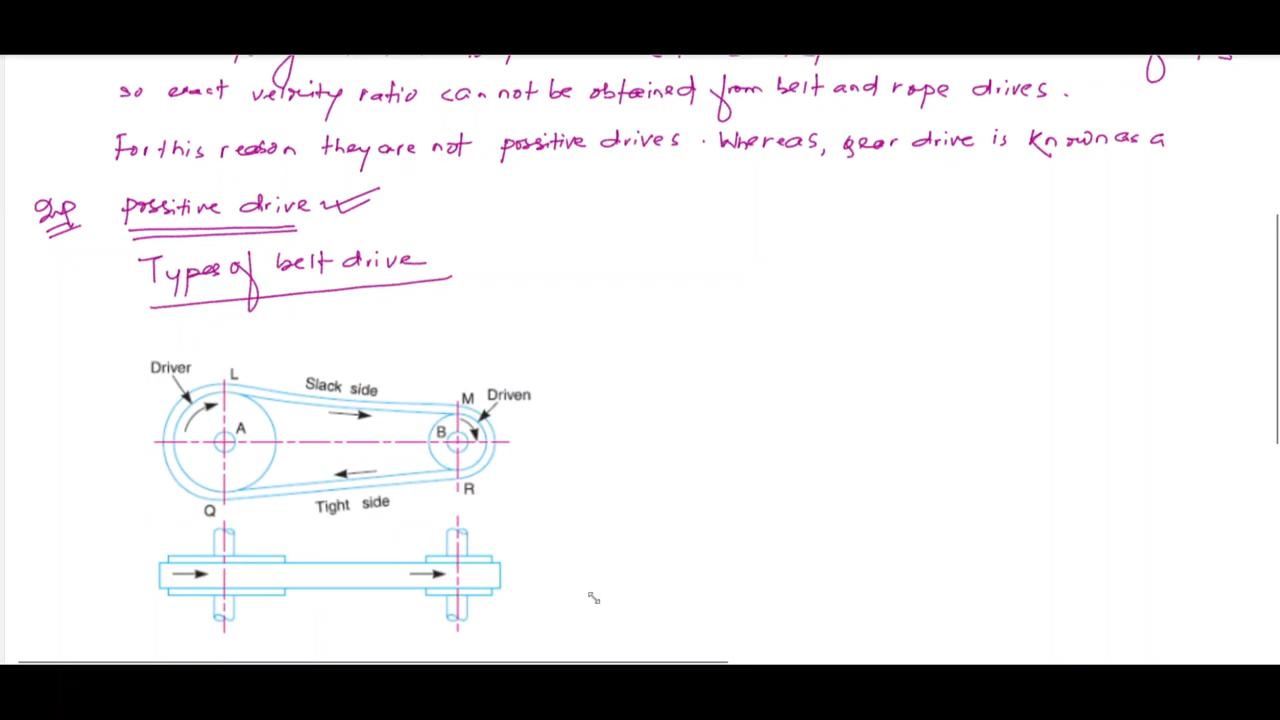 so exact velocity ratio can not be obtained from belt and rope drives.
For this reason they are not possitive drives. Whereas, gear drive is known as a
Imp possitive drive
Types of belt drive
Driver
L
Slack side
M
Driven
A
B
R
Q
Tight side